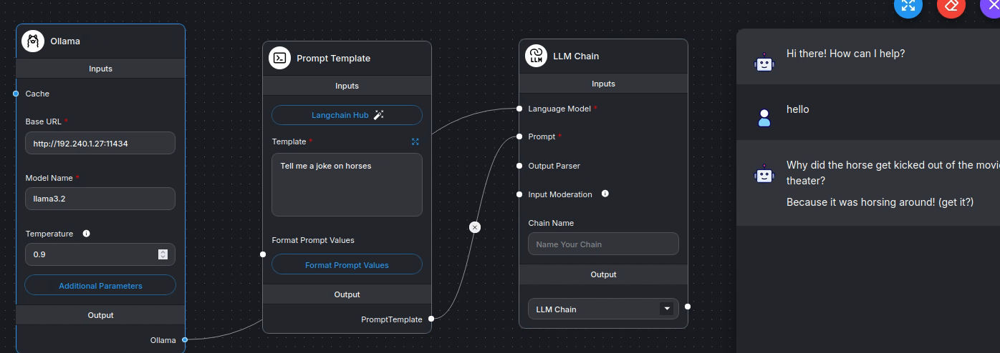 Ollama
Inputs
Cache
Base URL *
http://192.240.1.27:11434
Model Name *
llama3.2
Temperature
0.9
Additional Parameters
Output
Ollama
Prompt Template
Inputs
Langchain Hub
Template *
Tell me a joke on horses
Format Prompt Values
Format Prompt Values
Output
PromptTemplate
LLM
LLM Chain
Inputs
Language Model *
Prompt *
Output Parser
Input Moderation
Chain Name
Name Your Chain
Output
LLM Chain
Hi there! How can I help?
hello
Why did the horse get kicked out of the movi
theater?
Because it was horsing around! (get it?)